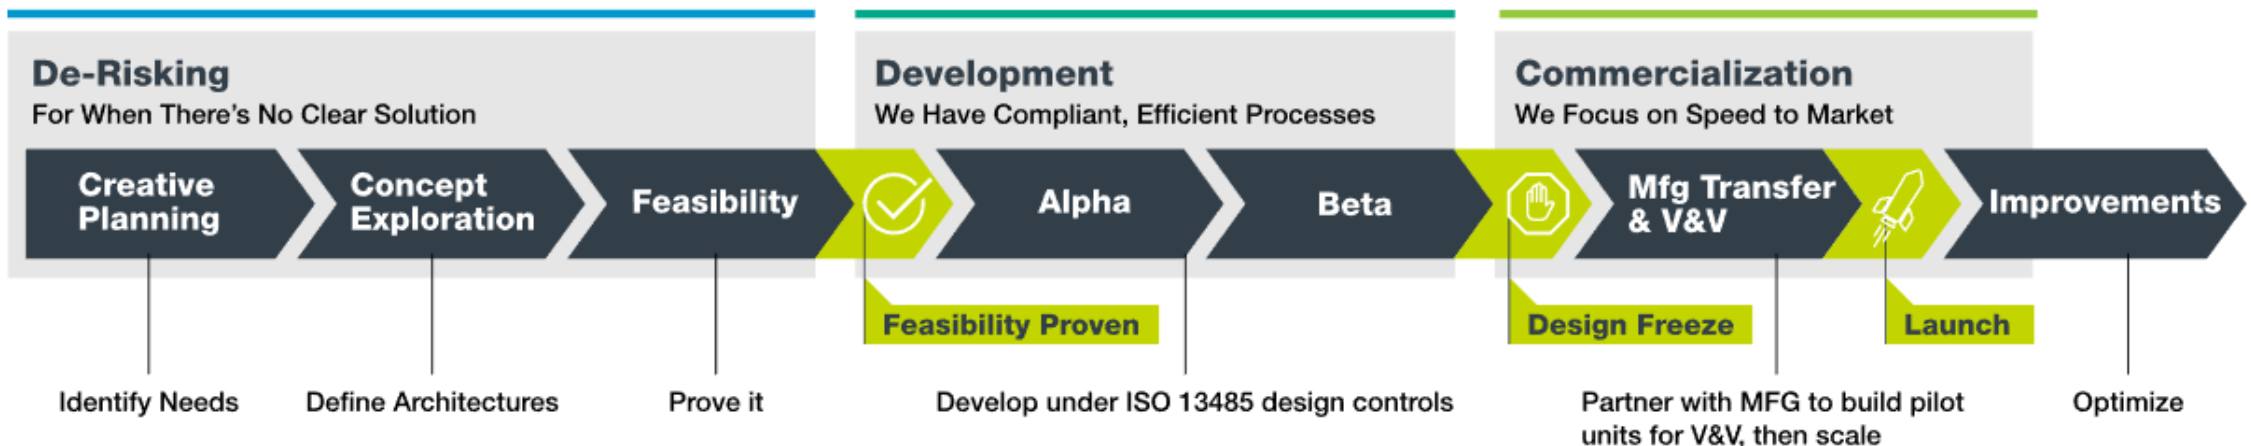 De-Risking
For When There's No Clear Solution
Creative
Planning
Concept
Exploration
Feasibility
Development
We Have Compliant, Efficient Processes
Alpha
Beta
Commercialization
We Focus on Speed to Market
Mfg Transfer
& V&V
Improvements
Feasibility Proven
Design Freeze
Launch
Identify Needs
Define Architectures
Prove it
Develop under ISO 13485 design controls
Partner with MFG to build pilot
units for V&V, then scale
Optimize